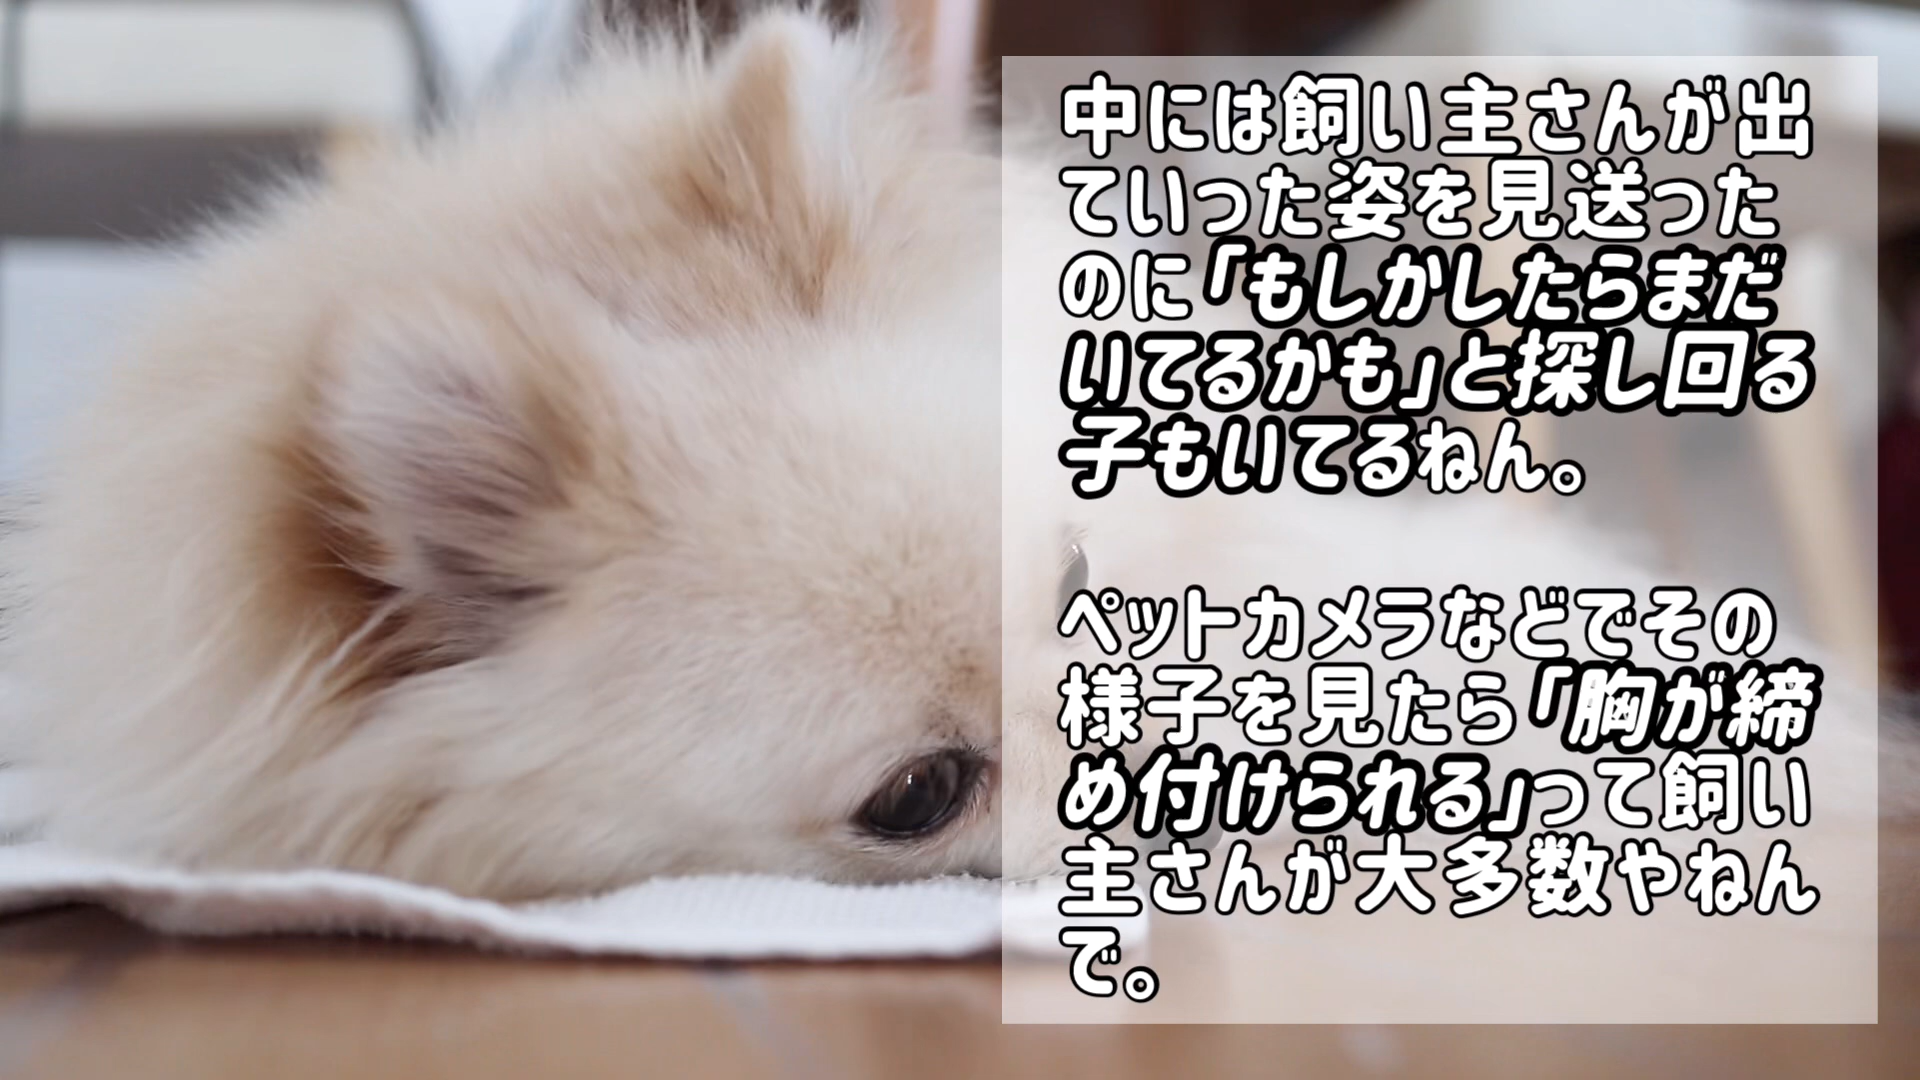 中には飼い主さんが出
ていった姿を見送った
のに「もしかしたらまだ
いてるかも」と探し回る
子もいてるねん。
ペットカメラなどでその
様子を見たら「胸が締
め付けられる」って飼い
主さんが大多数やねん
で。